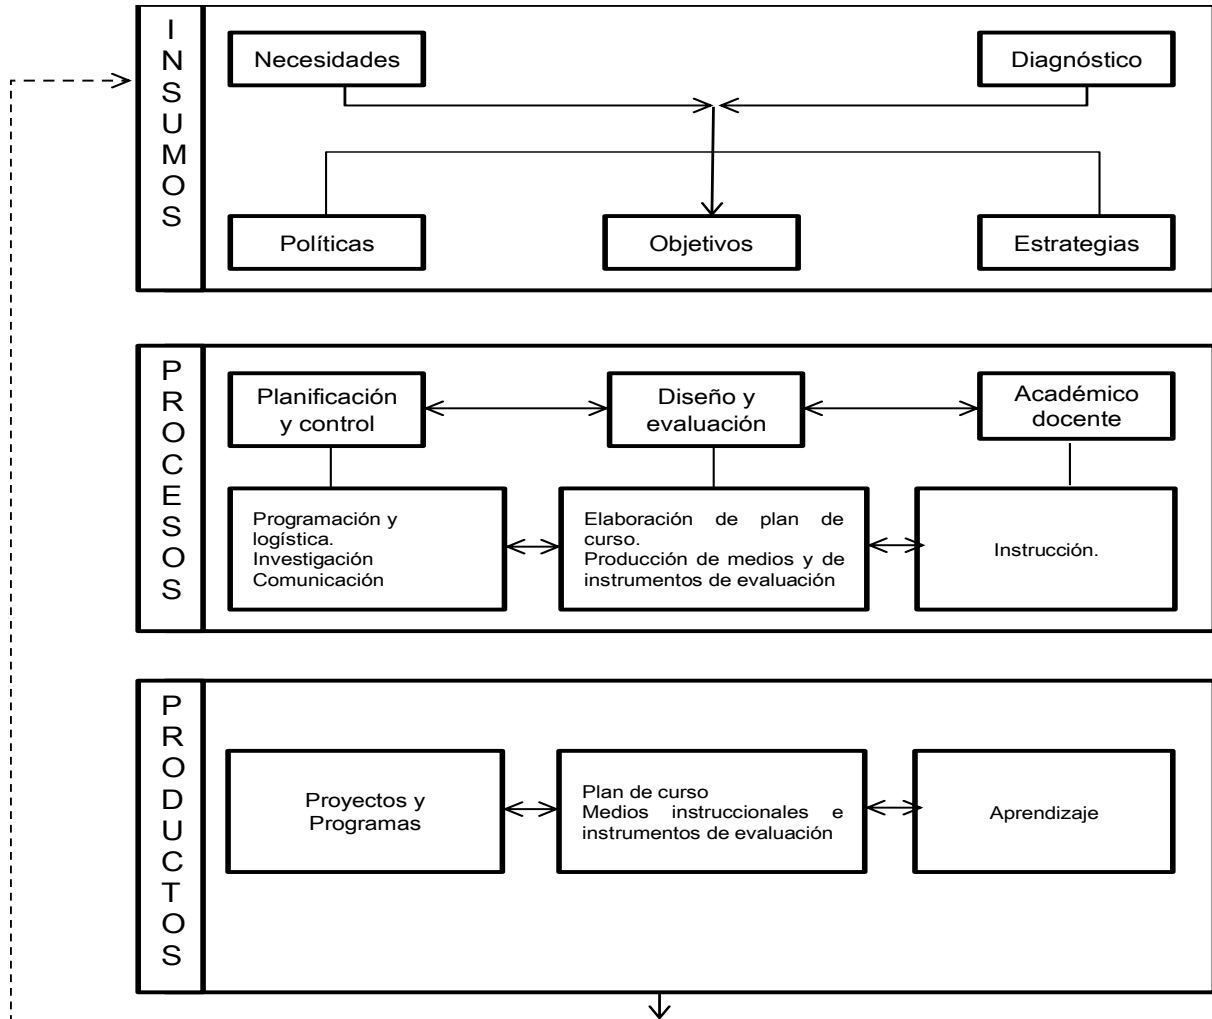 INSUMOS
Necesidades
Diagnóstico
Políticas
Objetivos
Estrategias
PROCESOS
Planificación
y control
Diseño y
evaluación
Académico
docente
Programación y
logística.
Investigación
Comunicación
Elaboración de plan de
curso.
Producción de medios y de
instrumentos de evaluación
Instrucción.
PRODUCTOS
Proyectos y
Programas
Plan de curso
Medios instruccionales e
instrumentos de evaluación
Aprendizaje